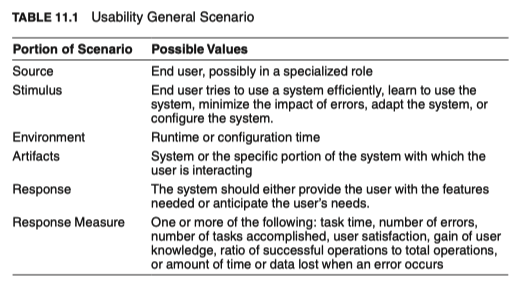 TABLE 11.1 Usability General Scenario
Portion of Scenario Possible Values
Source End user, possibly in a specialized role
Stimulus End user tries to use a system efficiently, learn to use the
system, minimize the impact of errors, adapt the system, or
configure the system.
Environment Runtime or configuration time
Artifacts System or the specific portion of the system with which the
user is interacting
Response The system should either provide the user with the features
needed or anticipate the user's needs.
Response Measure One or more of the following: task time, number of errors,
number of tasks accomplished, user satisfaction, gain of user
knowledge, ratio of successful operations to total operations,
or amount of time or data lost when an error occurs